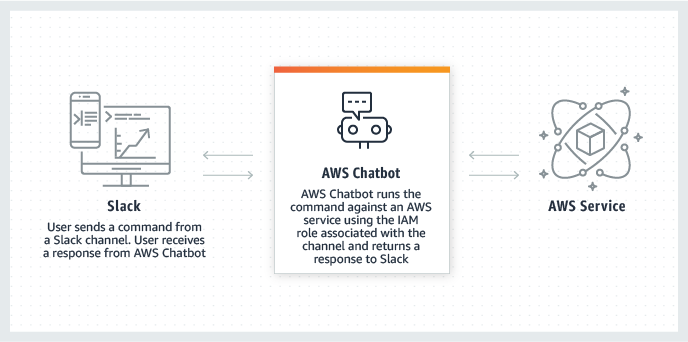 Slack
User sends a command from
a Slack channel. User receives
a response from AWS Chatbot
AWS Chatbot
AWS Chatbot runs the
command against an AWS
service using the IAM
role associated with the
channel and returns a
response to Slack
AWS Service